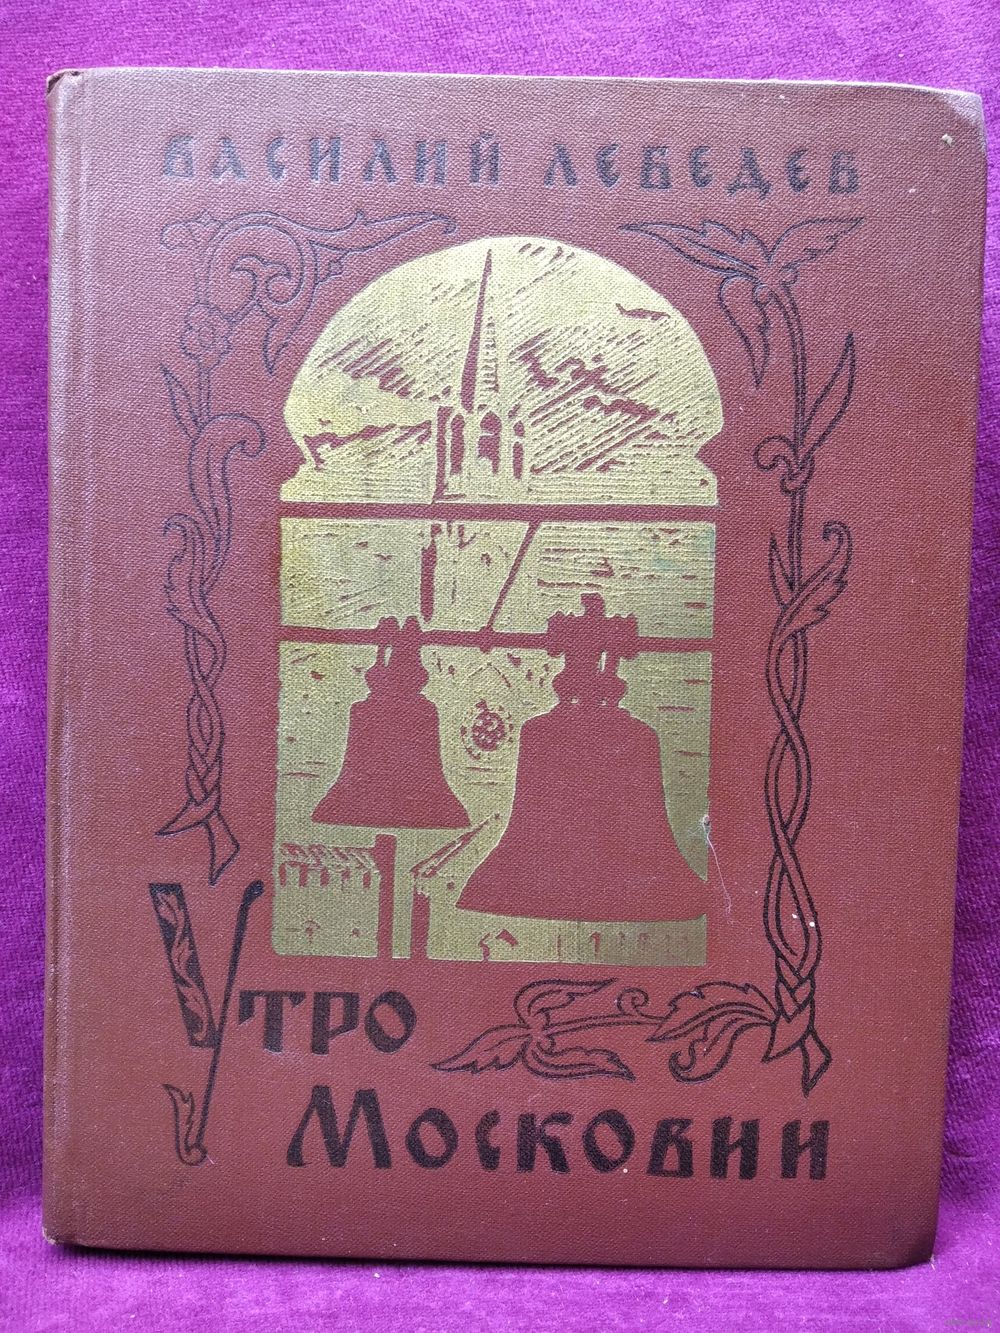 Василий Лебедев
Утро
Московии